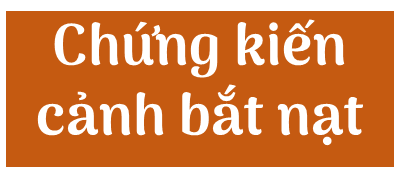 Chứng kiến
cảnh bắt nạt